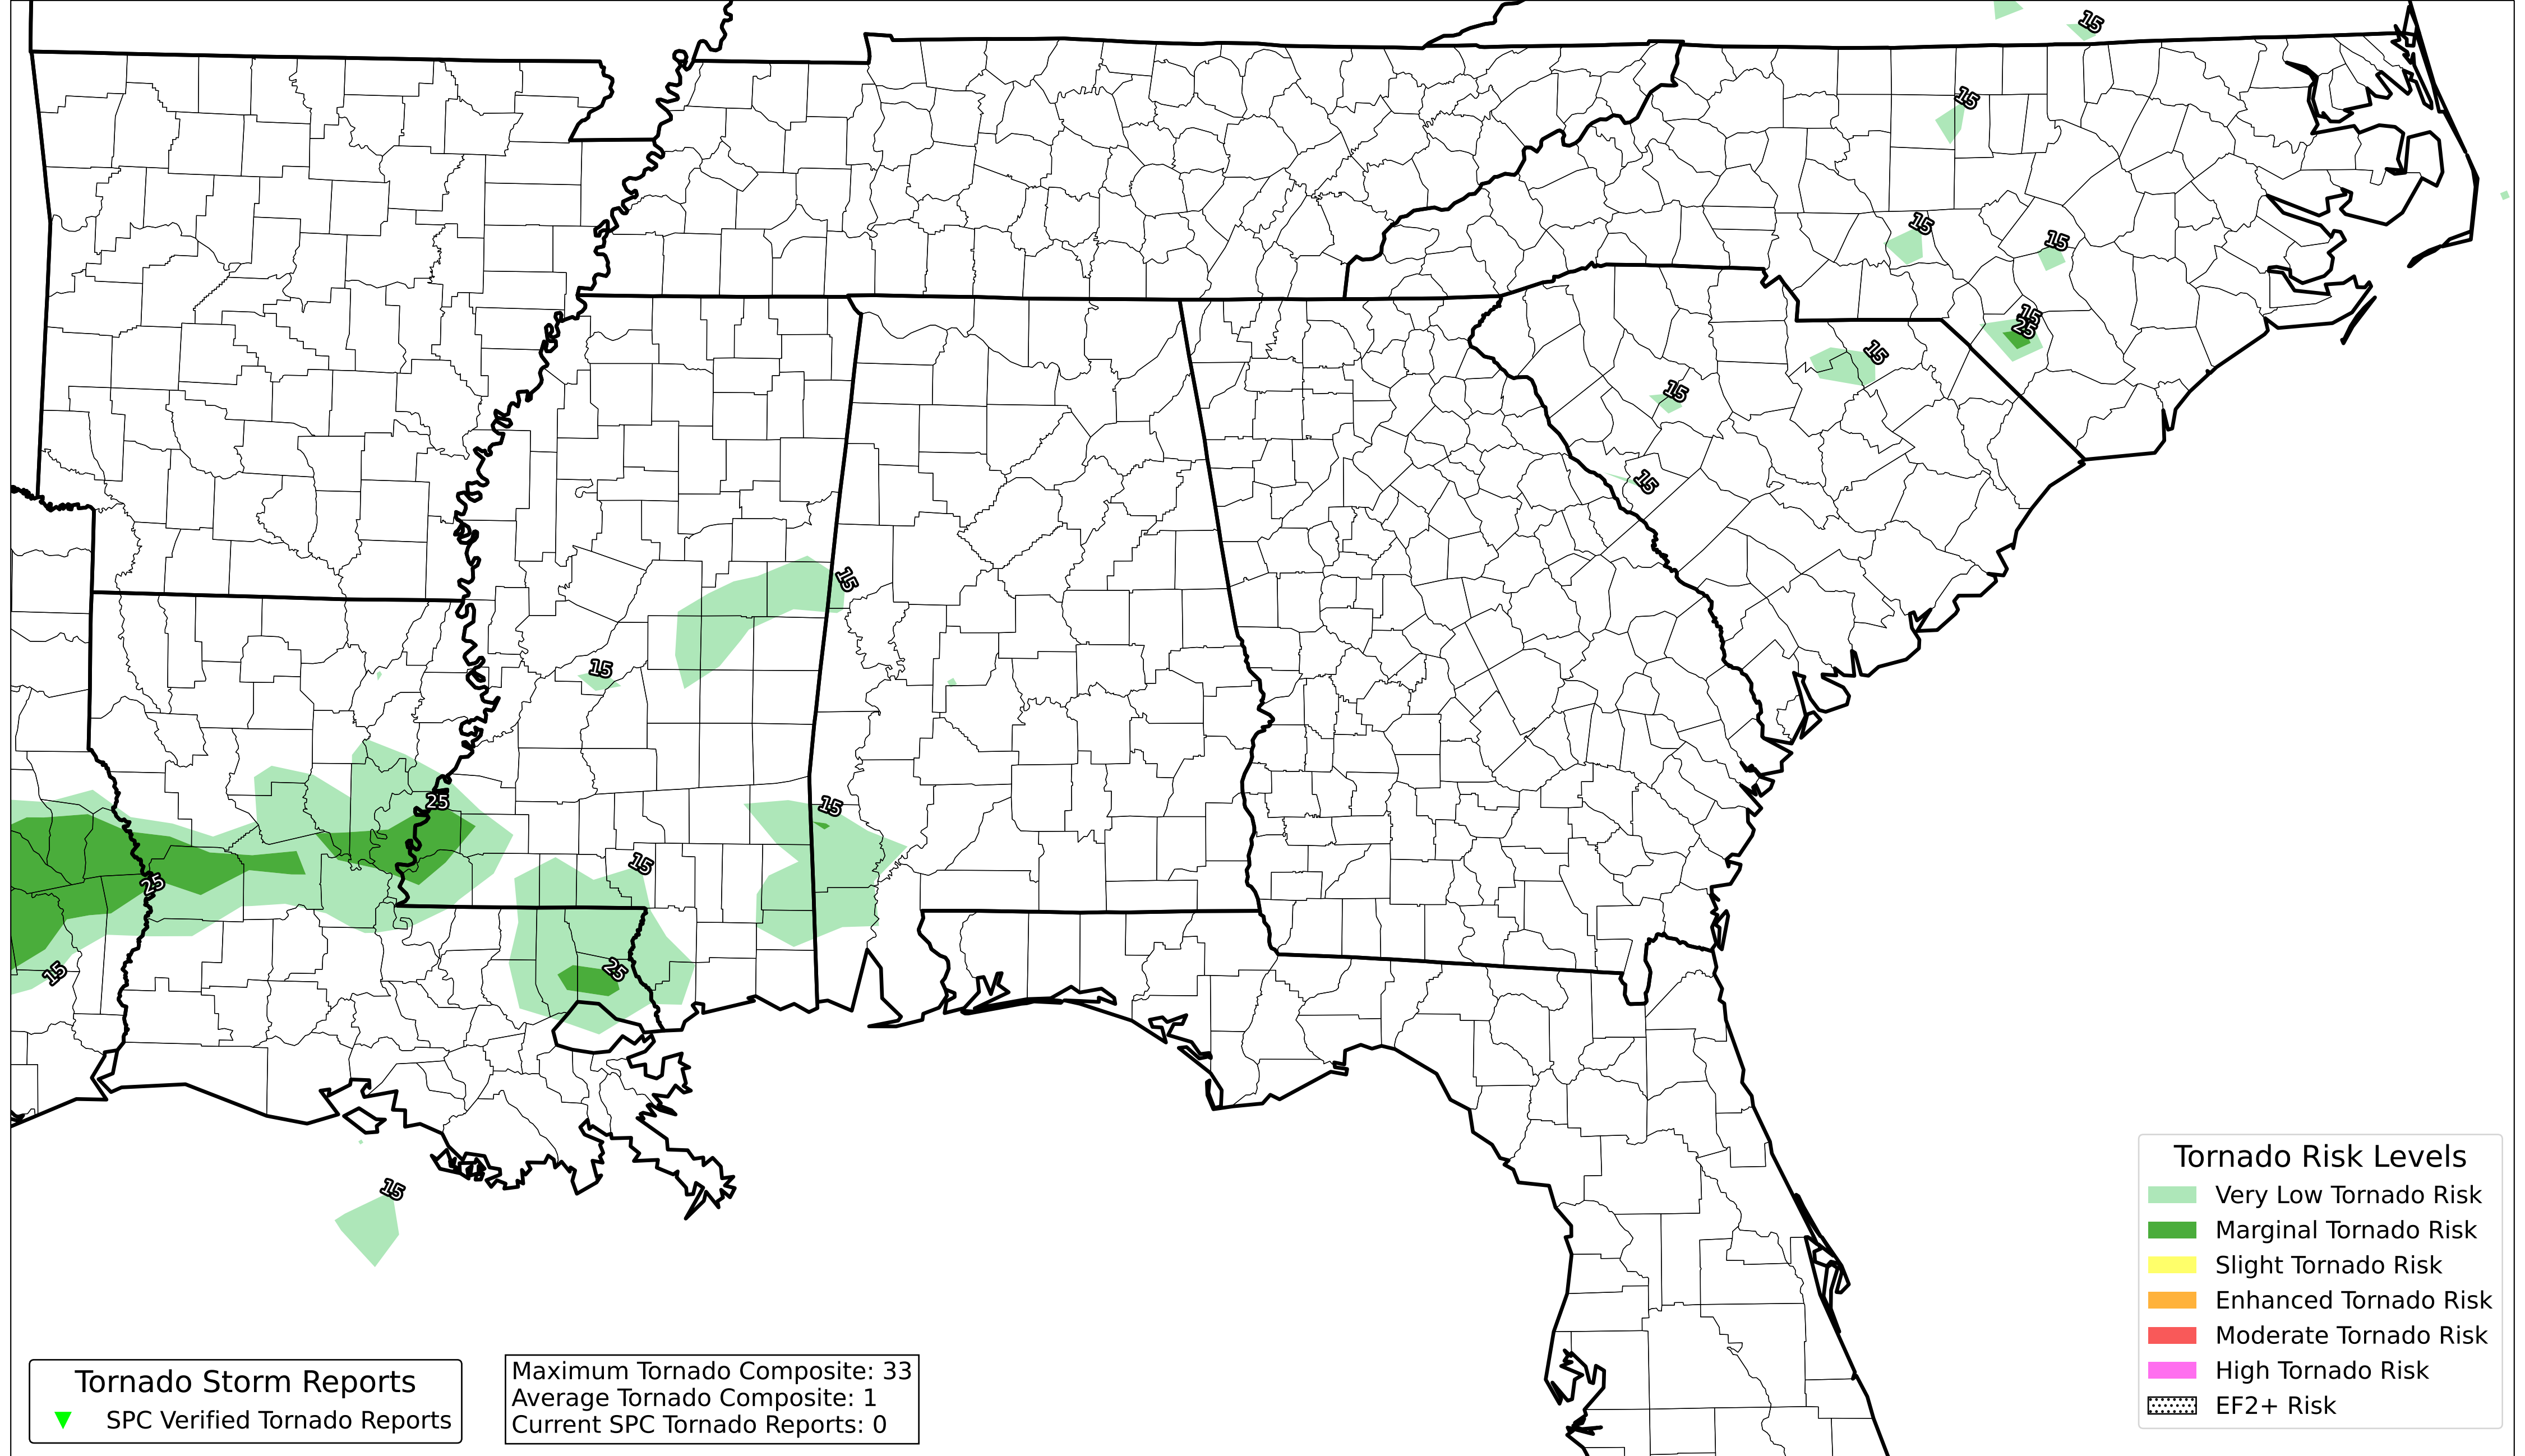 15
15
15
15
15
25
15
15
15
15
15
25
15
15
25
25
15
15
Tornado Risk Levels
Very Low Tornado Risk
Marginal Tornado Risk
Slight Tornado Risk
Enhanced Tornado Risk
Moderate Tornado Risk
High Tornado Risk
EF2+ Risk
Tornado Storm Reports
SPC Verified Tornado Reports
Maximum Tornado Composite: 33
Average Tornado Composite: 1
Current SPC Tornado Reports: 0